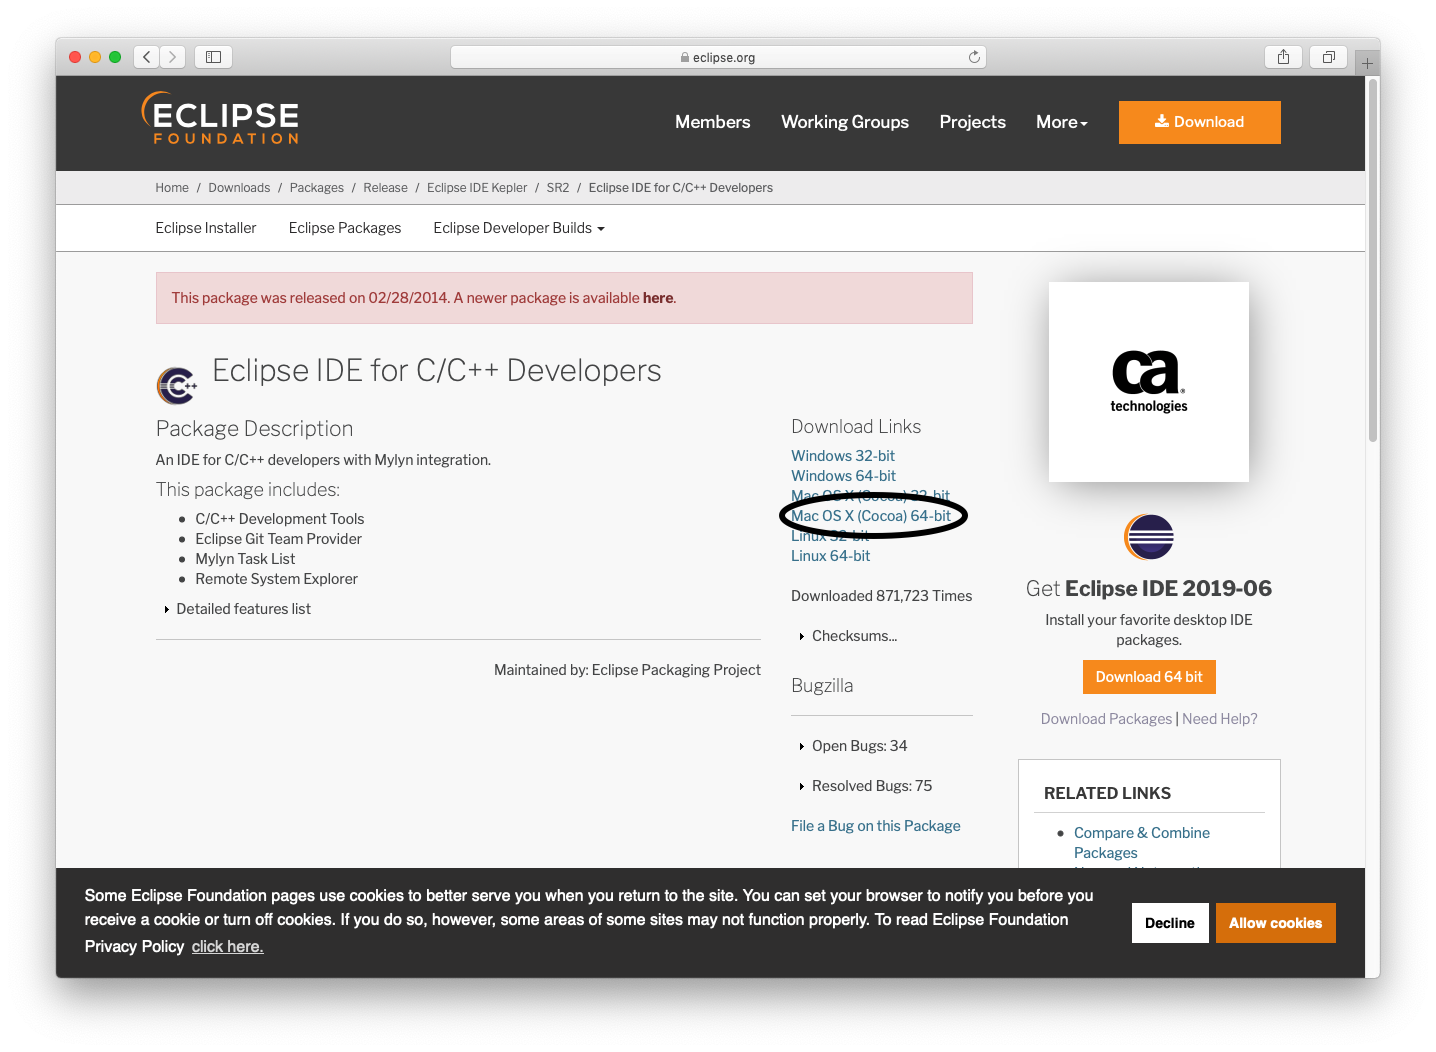 eclipse.org
ECLIPSE
FOUNDATION
Members Working Groups Projects More Download
Home / Downloads / Packages / Release / Eclipse IDE Kepler / SR2 / Eclipse IDE for C/C++ Developers
Eclipse Installer Eclipse Packages Eclipse Developer Builds
This package was released on 02/28/2014. A newer package is available here.
C++
Eclipse IDE for C/C++ Developers
Package Description
An IDE for C/C++ developers with Mylyn integration.
This package includes:
C/C++ Development Tools
Eclipse Git Team Provider
Mylyn Task List
Remote System Explorer
Detailed features list
Maintained by: Eclipse Packaging Project
Download Links
Windows 32-bit
Windows 64-bit
Mac OS X (Cocoa) 32-bit
Mac OS X (Cocoa) 64-bit
Linux 32-bit
Linux 64-bit
Downloaded 871,723 Times
Checksums...
Bugzilla
Open Bugs: 34
Resolved Bugs: 75
File a Bug on this Package
ca
technologies
Get Eclipse IDE 2019-06
Install your favorite desktop IDE
packages.
Download 64 bit
Download Packages | Need Help?
RELATED LINKS
Compare & Combine
Packages
Some Eclipse Foundation pages use cookies to better serve you when you return to the site. You can set your browser to notify you before you
receive a cookie or turn off cookies. If you do so, however, some areas of some sites may not function properly. To read Eclipse Foundation
Privacy Policy click here.
Decline Allow cookies